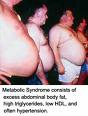 Metabolic Syndrome consists of
excess abdominal body fat,
high triglycerides, low HDL, and
often hypertension.